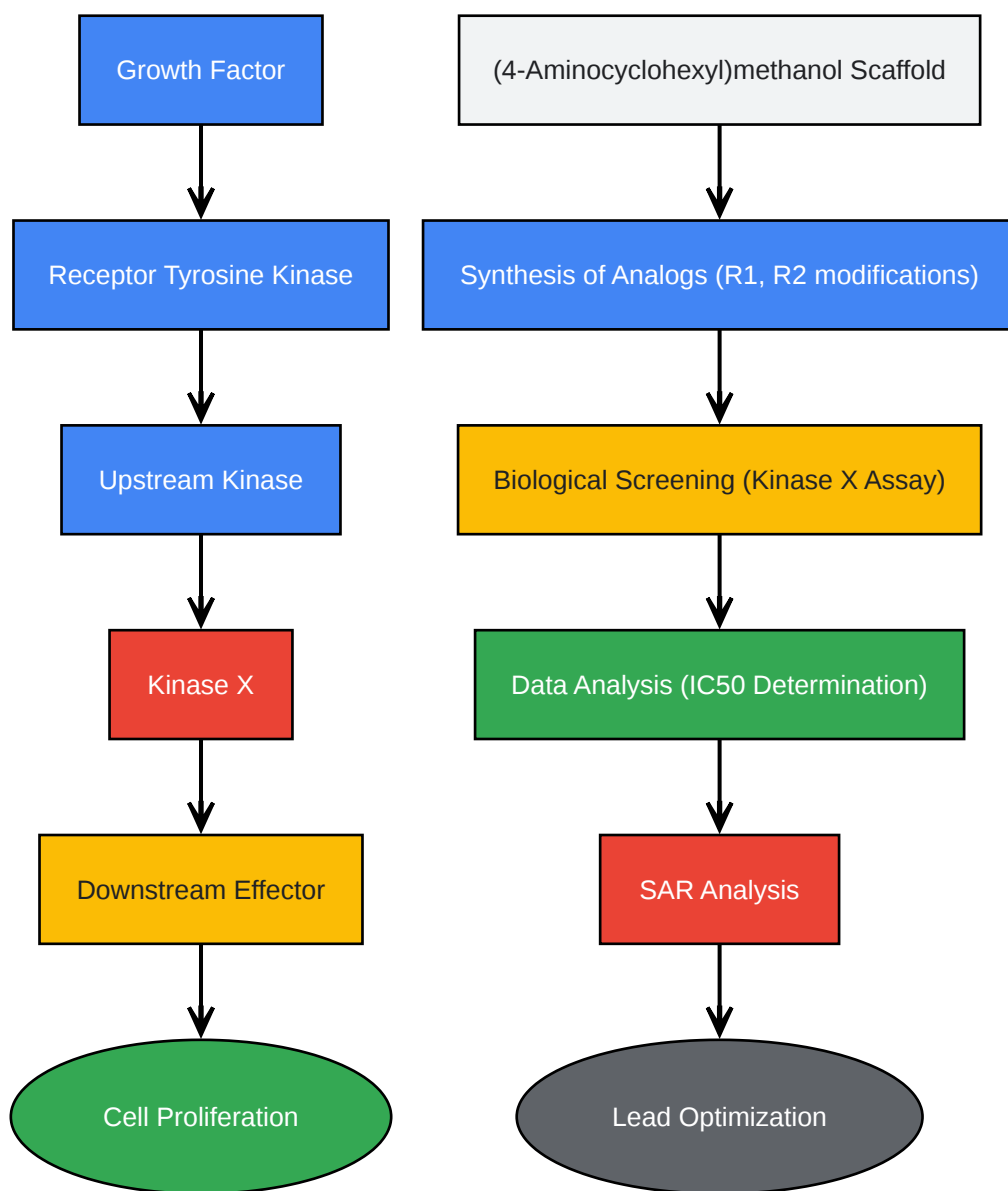 Growth Factor
Receptor Tyrosine Kinase
Upstream Kinase
Kinase X
Downstream Effector
Cell Proliferation
(4-Aminocyclohexyl)methanol Scaffold
Synthesis of Analogs (R1, R2 modifications)
Biological Screening (Kinase X Assay)
Data Analysis (IC50 Determination)
SAR Analysis
Lead Optimization